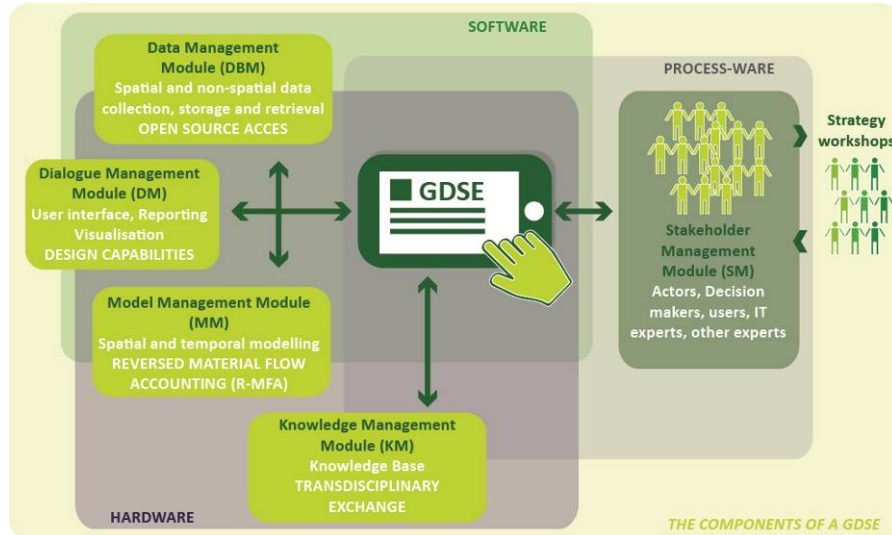 SOFTWARE
Data Management
Module (DBM)
Spatial and non-spatial data
collection, storage and retrieval
OPEN SOURCE ACCES
PROCESS-WARE
Dialogue Management
Module (DM)
User interface, Reporting
Visualisation
DESIGN CAPABILITIES
GDSE
Stakeholder
Management
Module (SM)
Actors, Decision
makers, users, IT
experts, other experts
Strategy
workshops
Model Management Module
(MM)
Spatial and temporal modelling
REVERSED MATERIAL FLOW
ACCOUNTING (R-MFA)
Knowledge Management
Module (KM)
Knowledge Base
TRANSDISCIPLINARY
EXCHANGE
HARDWARE
THE COMPONENTS OF A GDSE